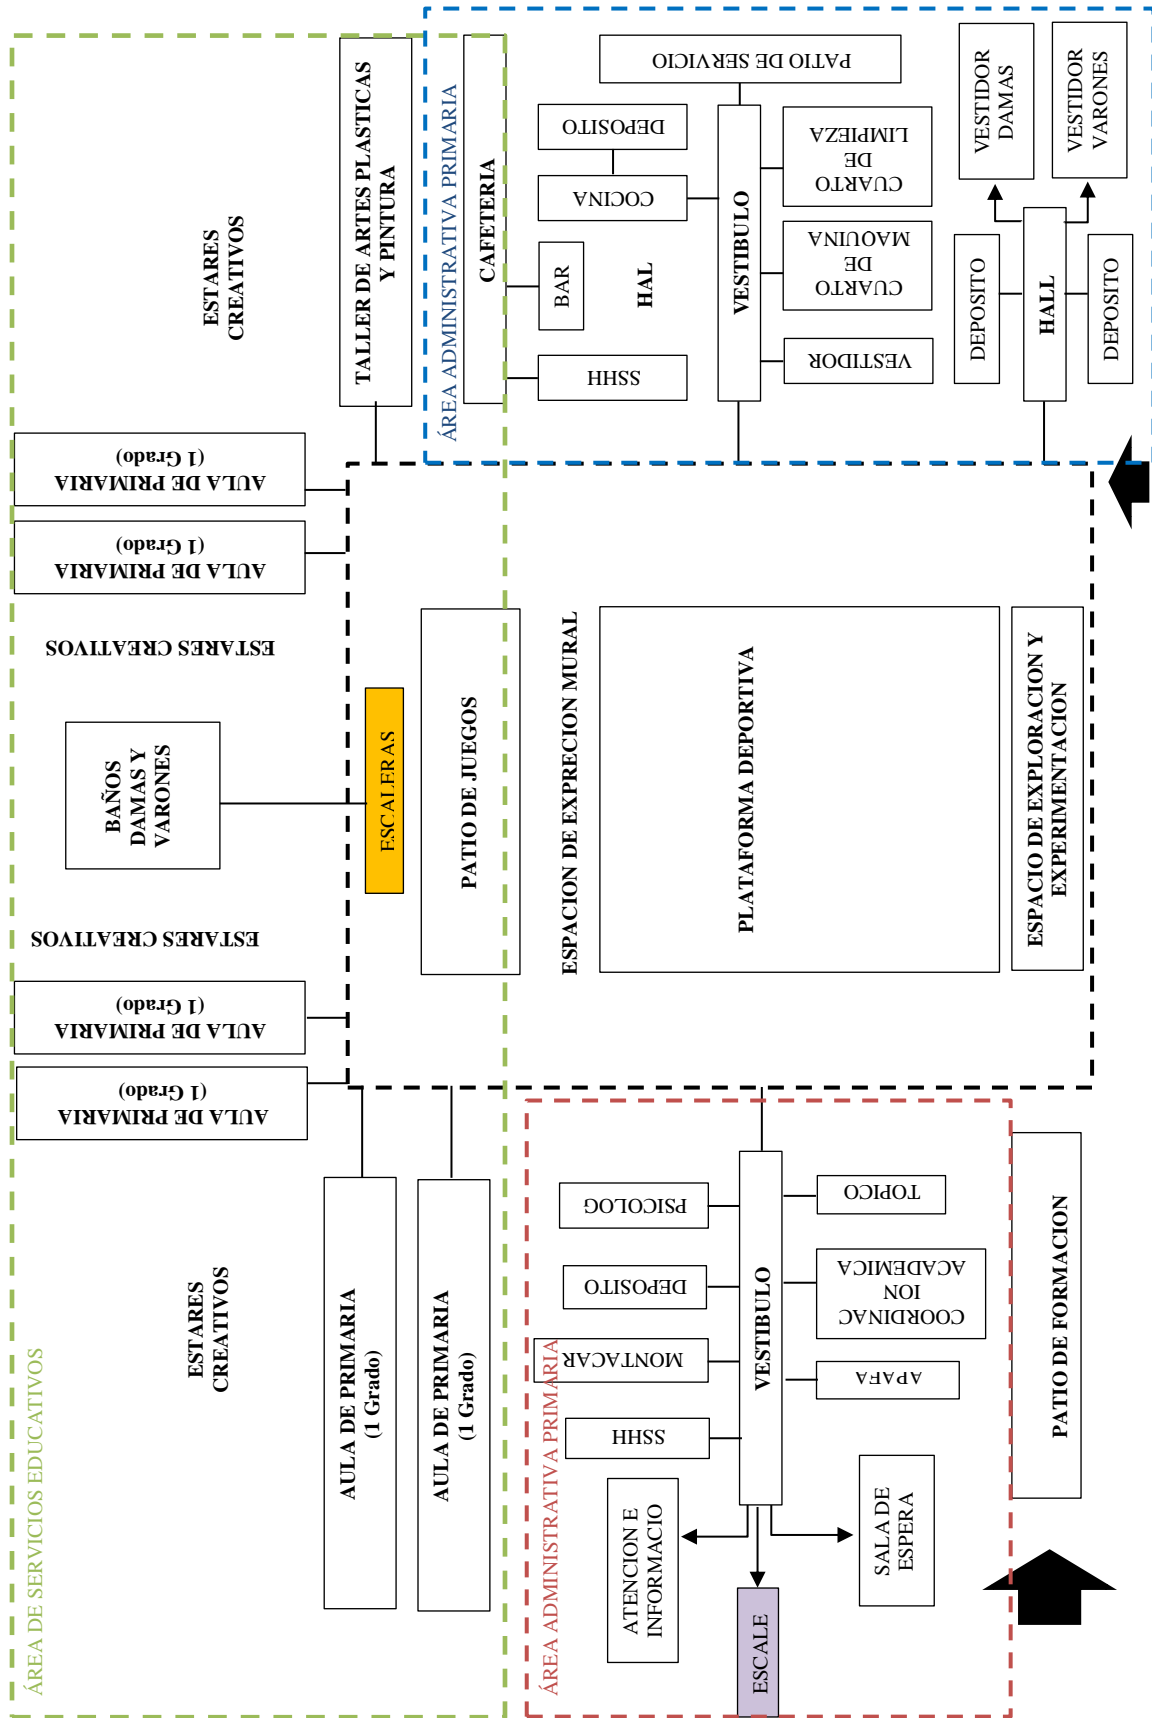 ÁREA DE SERVICIOS EDUCATIVOS
ESTARES
CREATIVOS
AULA DE PRIMARIA
(1 Grado)
AULA DE PRIMARIA
(1 Grado)
AULA DE PRIMARIA
(1 Grado)
AULA DE PRIMARIA
(1 Grado)
ESTARES CREATIVOS
BAÑOS
DAMAS Y
VARONES
ESTARES CREATIVOS
AULA DE PRIMARIA
(1 Grado)
AULA DE PRIMARIA
(1 Grado)
ESTARES
CREATIVOS
TALLER DE ARTES PLASTICAS
Y PINTURA
ESCALERAS
PATIO DE JUEGOS
ESPACION DE EXPRECION MURAL
PLATAFORMA DEPORTIVA
ESPACIO DE EXPLORACION Y
EXPERIMENTACION
ÁREA ADMINISTRATIVA PRIMARIA
ATENCION E
INFORMACIO
SSHH
MONTACAR
DEPOSITO
PSICOLOG
ESCALE
VESTIBULO
SALA DE
ESPERA
APAFA
COORDINAC
ION
ACADEMICA
TOPICO
PATIO DE FORMACION
ÁREA ADMINISTRATIVA PRIMARIA
CAFETERIA
SSHH
BAR
HAL
COCINA
DEPOSITO
PATIO DE SERVICIO
VESTIBULO
VESTIDOR
CUARTO
DE
MAQUINA
CUARTO
DE
LIMPIEZA
DEPOSITO
HALL
DEPOSITO
VESTIDOR
DAMAS
VESTIDOR
VARONES